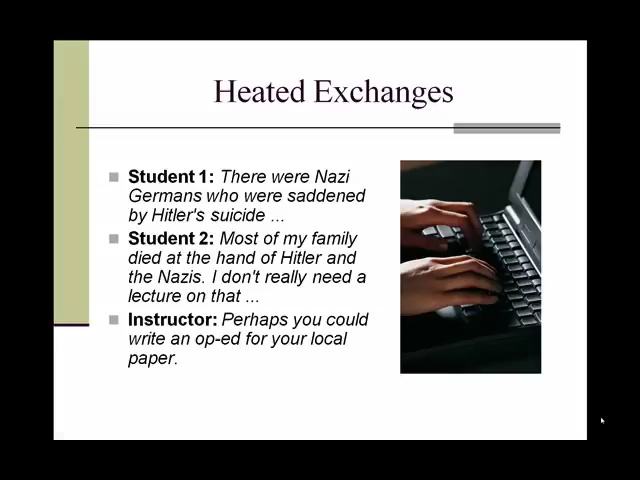 Heated Exchanges
Student 1: There were Nazi
Germans who were saddened
by Hitler's suicide ...
Student 2: Most of my family
died at the hand of Hitler and
the Nazis. I don't really need a
lecture on that ...
Instructor: Perhaps you could
write an op-ed for your local
paper.